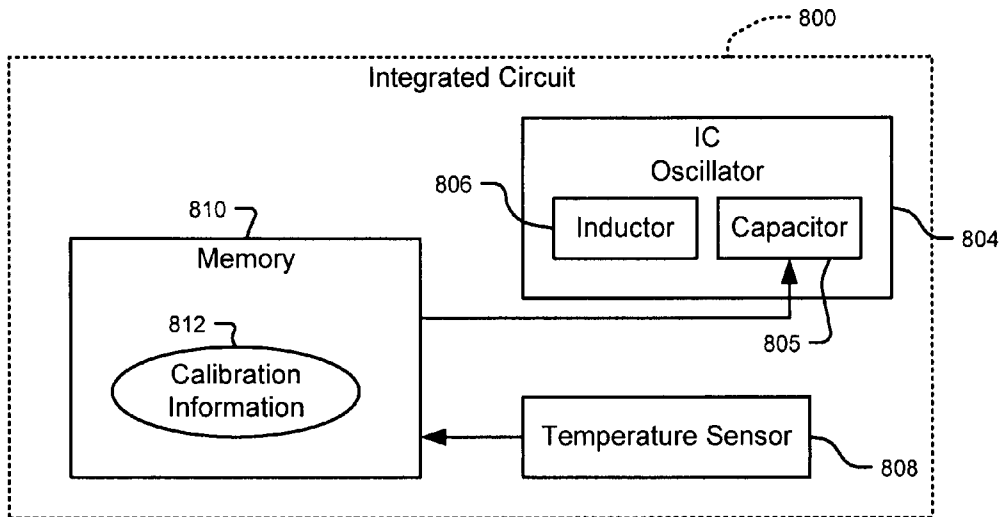 800
Integrated Circuit
IC
Oscillator
806
Inductor
Capacitor
804
810
Memory
805
812
Calibration
Information
Temperature Sensor
808